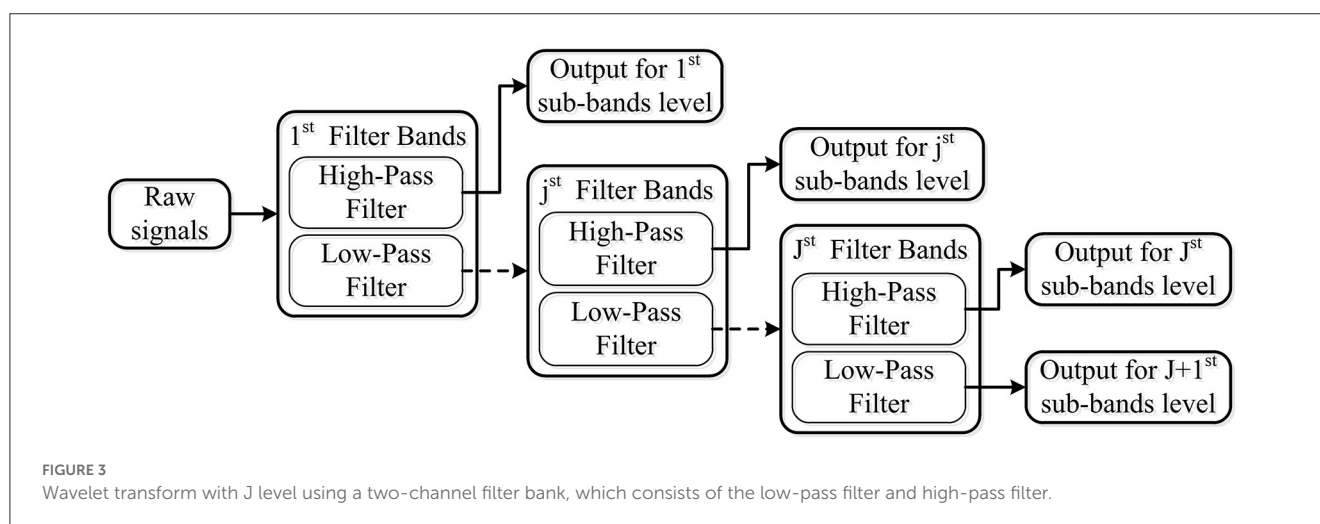 Raw
signals
1st Filter Bands
High-Pass
Filter
Low-Pass
Filter
Output for 1st
sub-bands level
jst Filter Bands
High-Pass
Filter
Low-Pass
Filter
Output for jst
sub-bands level
Jst Filter Bands
High-Pass
Filter
Low-Pass
Filter
Output for Jst
sub-bands level
Output for J+1st
sub-bands level
FIGURE 3
Wavelet transform with J level using a two-channel filter bank, which consists of the low-pass filter and high-pass filter.